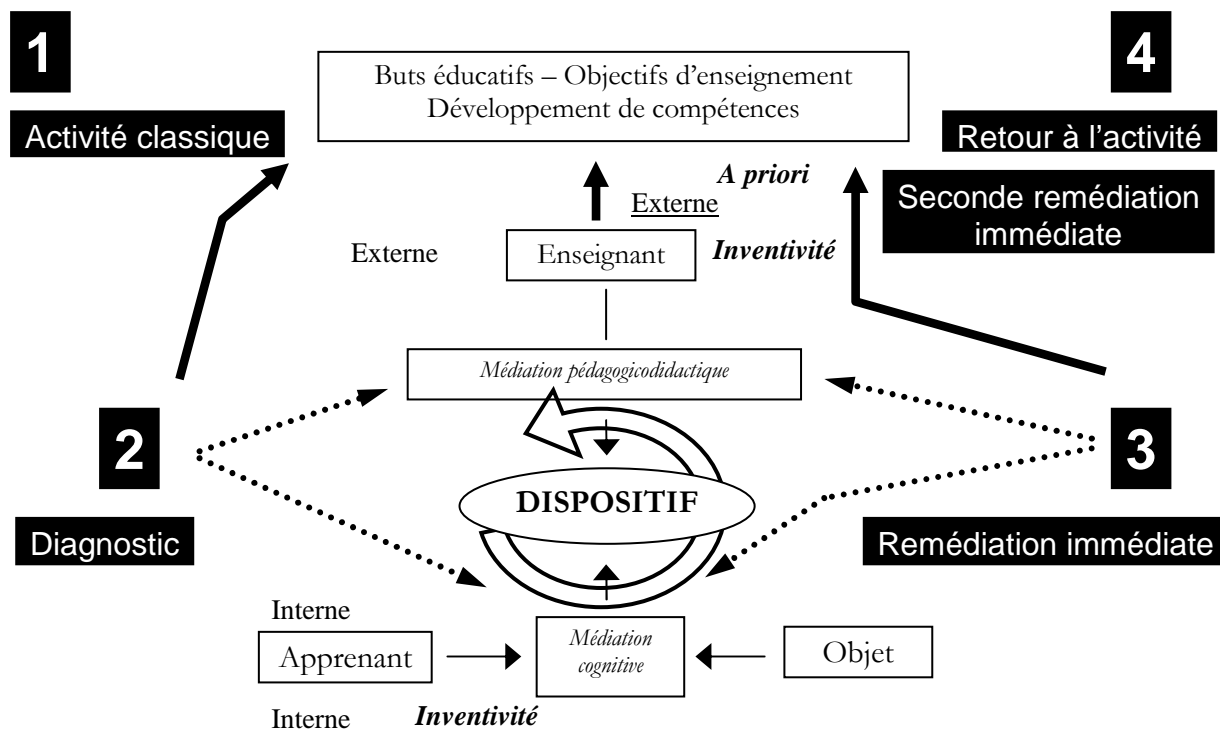 1
4
Buts éducatifs – Objectifs d'enseignement
Développement de compétences
Activité classique
Retour à l'activité
A priori
Externe
Seconde remédiation
immédiate
Externe
Enseignant
Inventivité
Médiation pédagogicodidactique
2
3
DISPOSITIF
Diagnostic
Remédiation immédiate
Interne
Apprenant
Médiation
cognitive
Objet
Interne
Inventivité